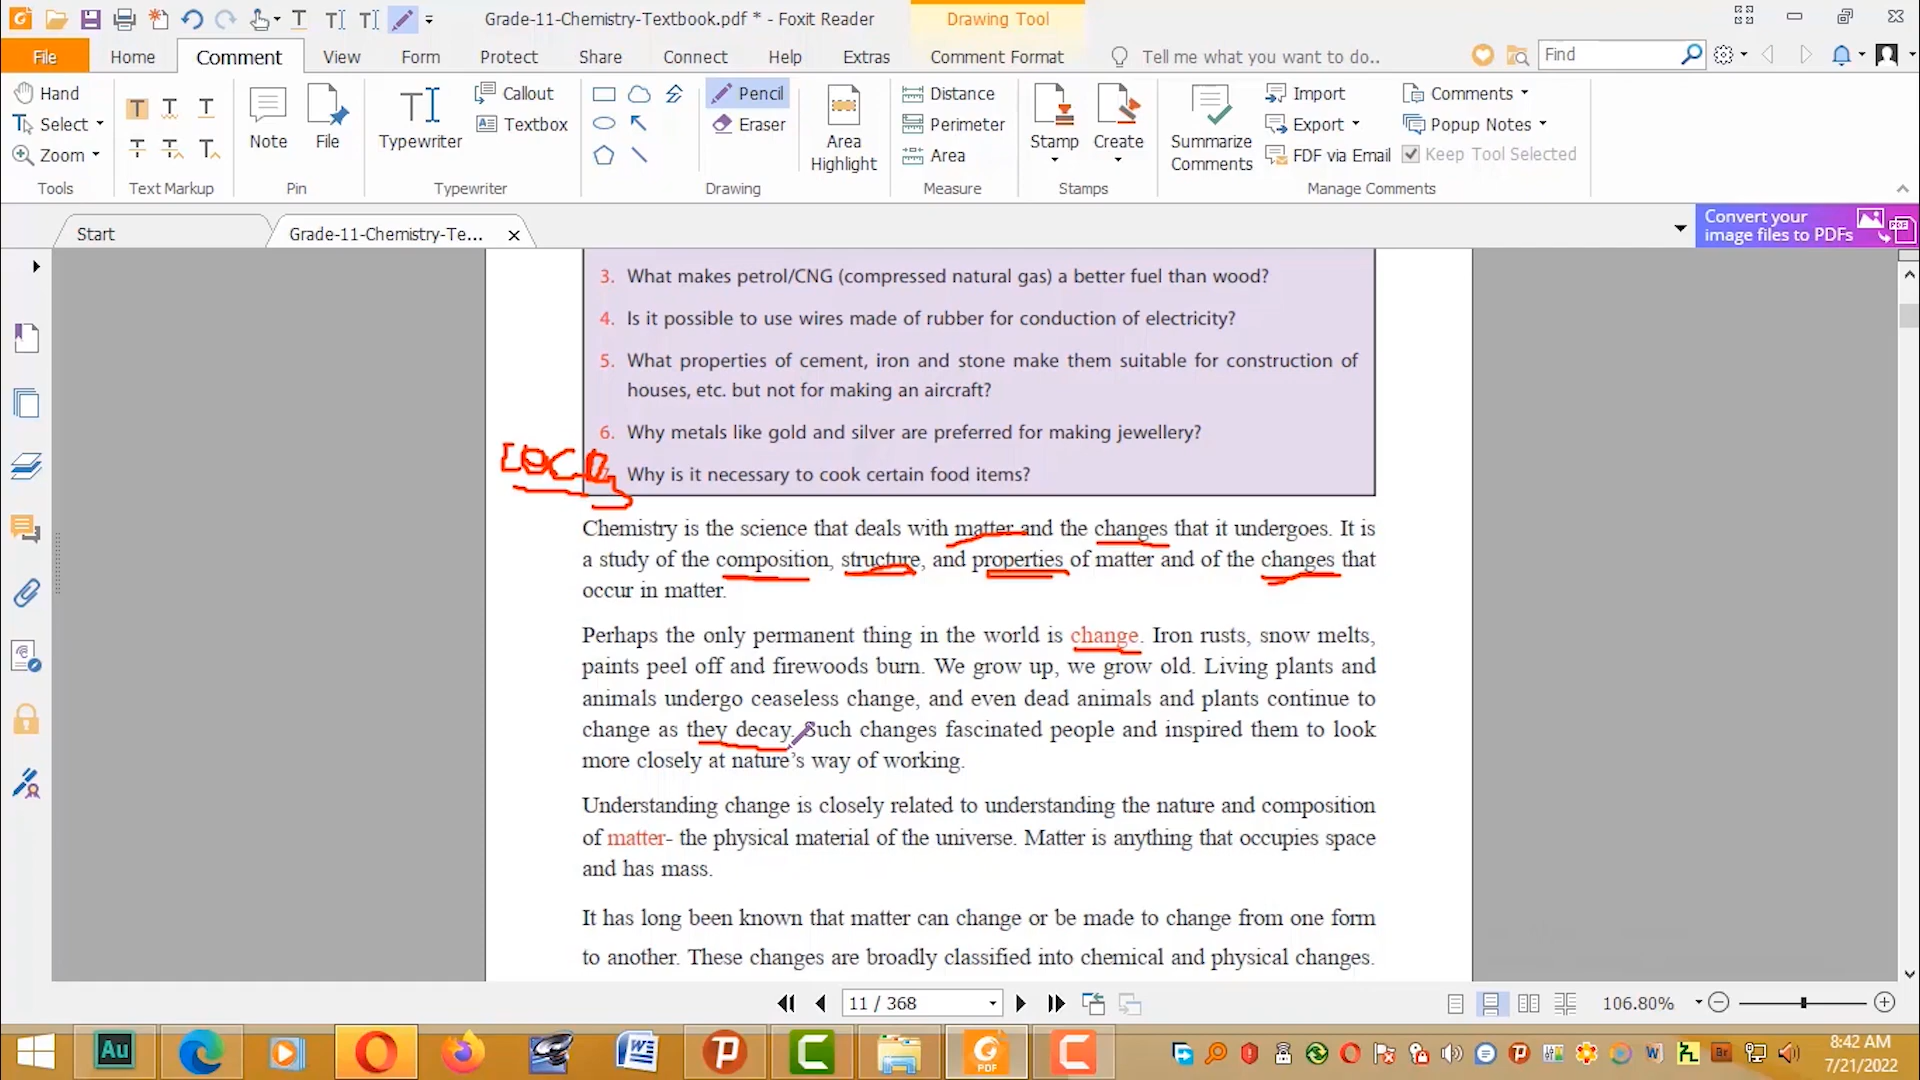 Grade-11-Chemistry-Textbook.pdf * - Foxit Reader
Drawing Tool
File
Home
Comment
View
Form
Protect
Share
Connect
Help
Extras
Comment Format
Tell me what you want to do..
Find
Hand
Select
Zoom
Tools
Text Markup
Note
File
Pin
Typewriter
Callout
Textbox
Typewriter
Pencil
Eraser
Area
Highlight
Drawing
Distance
Perimeter
Area
Measure
Stamp
Create
Stamps
Summarize
Comments
Import
Export
FDF via Email
Comments
Popup Notes
Keep Tool Selected
Manage Comments
Start
Grade-11-Chemistry-Te...
Convert your
image files to PDFs
3. What makes petrol/CNG (compressed natural gas) a better fuel than wood?
4. Is it possible to use wires made of rubber for conduction of electricity?
5. What properties of cement, iron and stone make them suitable for construction of
houses, etc. but not for making an aircraft?
6. Why metals like gold and silver are preferred for making jewellery?
Why is it necessary to cook certain food items?
Chemistry is the science that deals with matter and the changes that it undergoes. It is
a study of the composition, structure, and properties of matter and of the changes that
occur in matter.
Perhaps the only permanent thing in the world is change. Iron rusts, snow melts,
paints peel off and firewoods burn. We grow up, we grow old. Living plants and
animals undergo ceaseless change, and even dead animals and plants continue to
change as they decay. Such changes fascinated people and inspired them to look
more closely at nature's way of working.
Understanding change is closely related to understanding the nature and composition
of matter- the physical material of the universe. Matter is anything that occupies space
and has mass.
It has long been known that matter can change or be made to change from one form
to another. These changes are broadly classified into chemical and physical changes.
11 / 368
106.80%
Au
PDF
8:42 AM
7/21/2022